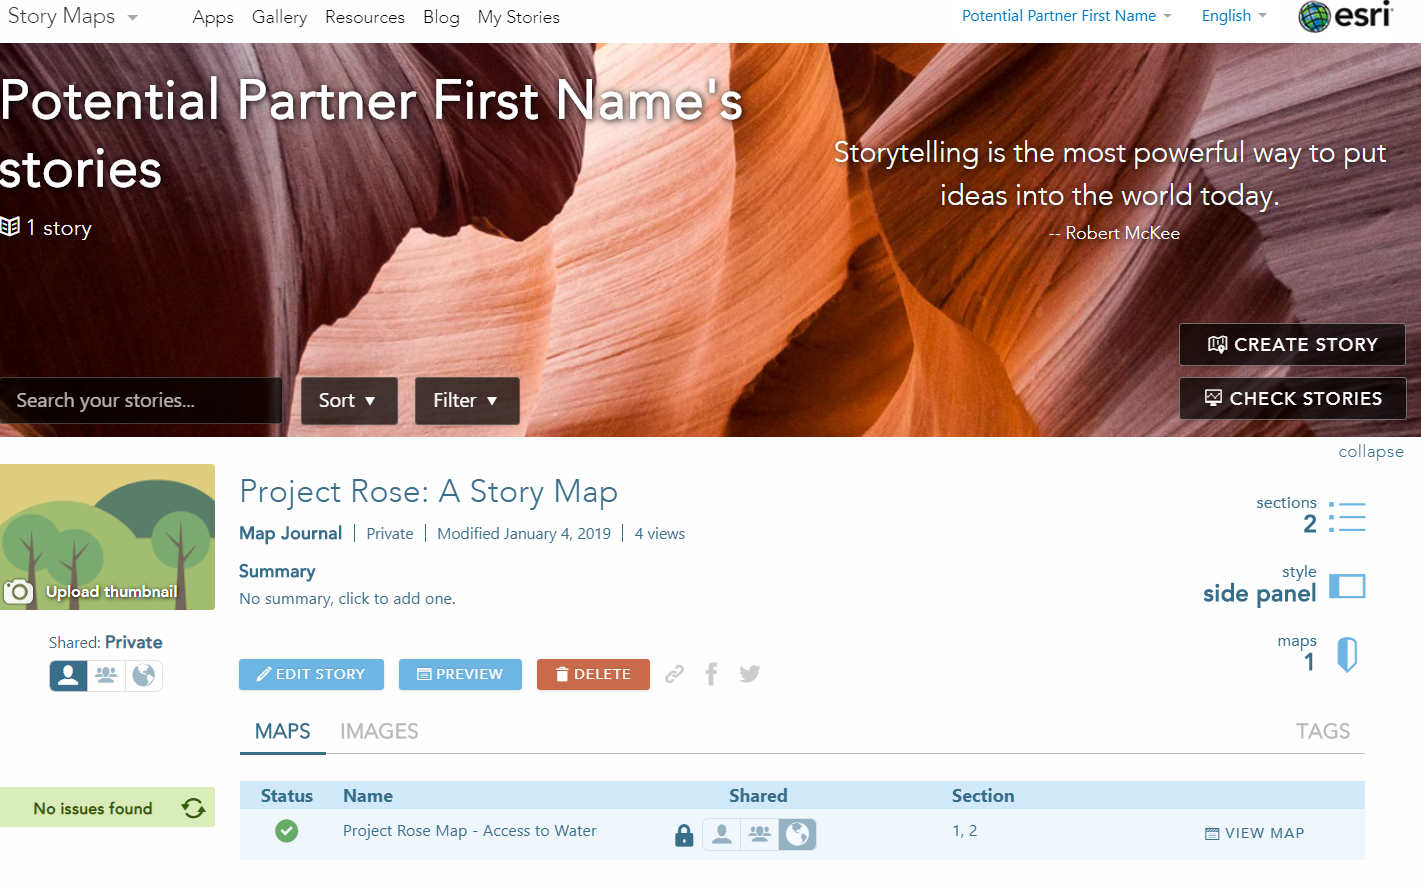 Story Maps
Apps Gallery Resources Blog My Stories
Potential Partner First Name
English
esri
Potential Partner First Name's
stories
1 story
Storytelling is the most powerful way to put
ideas into the world today.
-- Robert McKee
CREATE STORY
CHECK STORIES
Search your stories...
Sort
Filter
collapse
Upload thumbnail
Shared: Private
No issues found
Project Rose: A Story Map
Map Journal | Private | Modified January 4, 2019 | 4 views
Summary
No summary, click to add one.
EDIT STORY
PREVIEW
DELETE
sections
2
style
side panel
maps
1
MAPS
IMAGES
TAGS
Status Name Shared Section
Project Rose Map - Access to Water 1, 2 VIEW MAP